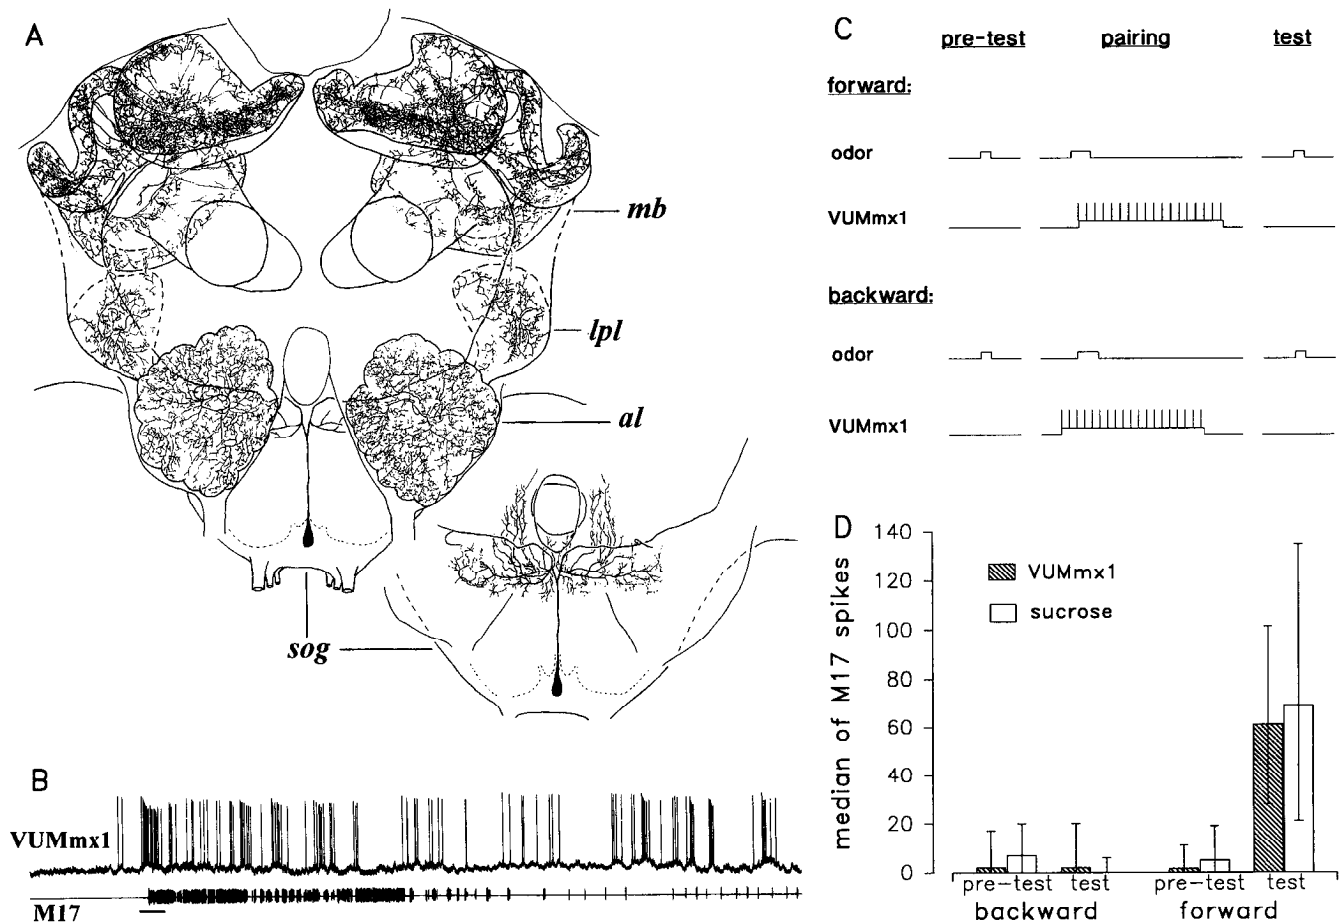 A
mb
lpl
al
sog
B
VUMmx1
M17
C
pre-test pairing test
forward:
odor
VUMmx1
backward:
odor
VUMmx1
D
median of M17 spikes
140
120
100
80
60
40
20
0
VUMmx1
sucrose
pre-test test pre-test test
backward forward